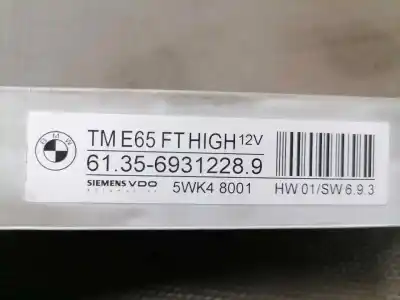 BMW
TM E65 FT HIGH 12V
61.35-6931228.9
SIEMENS VDO 5WK4 8001 HW 01/SW 6.9.3